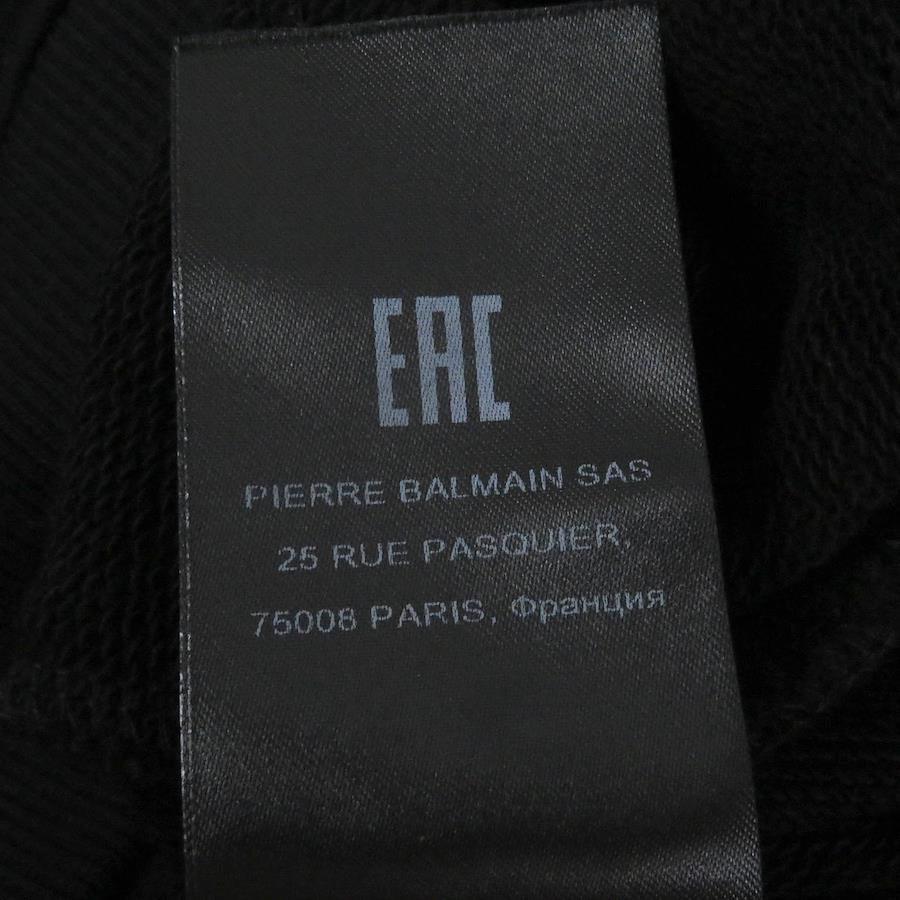 EAC
PIERRE BALMAIN SAS
25 RUE PASQUIER,
75008 PARIS, Франция